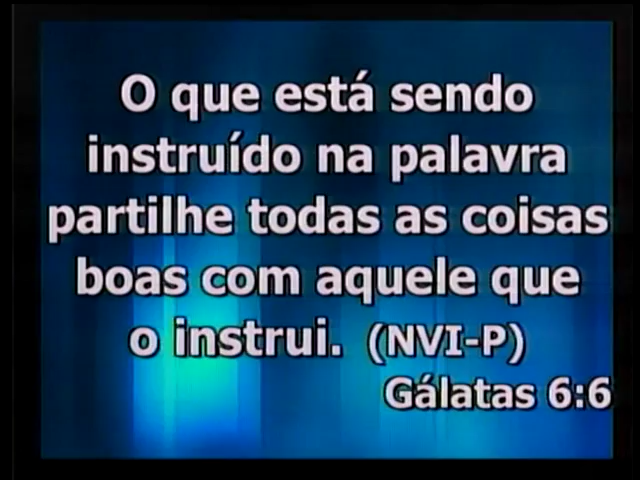 O que está sendo
instruído na palavra
partilhe todas as coisas
boas com aquele que
o instrui. (NVI-P)
Gálatas 6:6